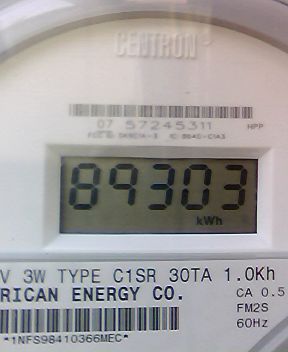 CENTRON
07 57245311 HPP
89303
kWh
V 3W TYPE C1SR 30TA 1.0Kh
RICAN ENERGY CO. CA 0.5
FM2S
60Hz
*1NFS98410366MEC*